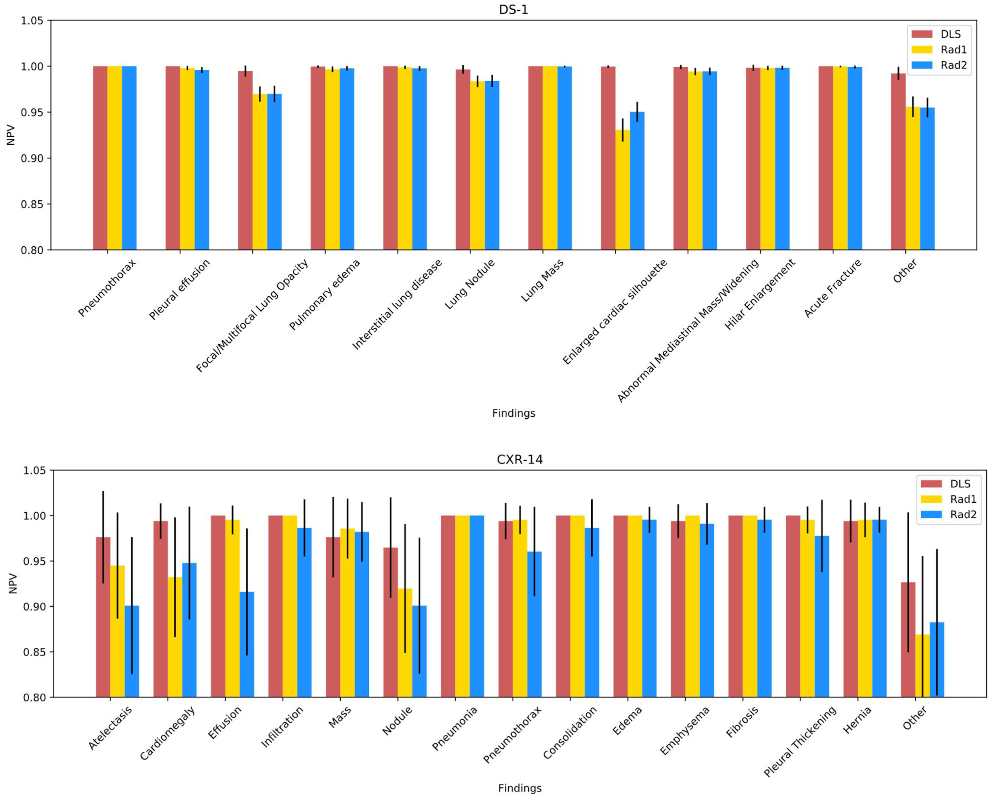 DS-1
1.05
1.00
0.95
0.90
0.85
0.80
NPV
DLS
Rad1
Rad2
Pneumothorax
Pleural effusion
Focal/Multifocal Lung Opacity
Pulmonary edema
Interstitial lung disease
Lung Nodule
Lung Mass
Enlarged cardiac silhouette
Abnormal Mediastinal Mass/Widening
Hilar Enlargement
Acute Fracture
Other
Findings
CXR-14
1.05
1.00
0.95
0.90
0.85
0.80
NPV
DLS
Rad1
Rad2
Atelectasis
Cardiomegaly
Effusion
Infiltration
Mass
Nodule
Pneumonia
Pneumothorax
Consolidation
Edema
Emphysema
Fibrosis
Pleural Thickening
Hernia
Other
Findings